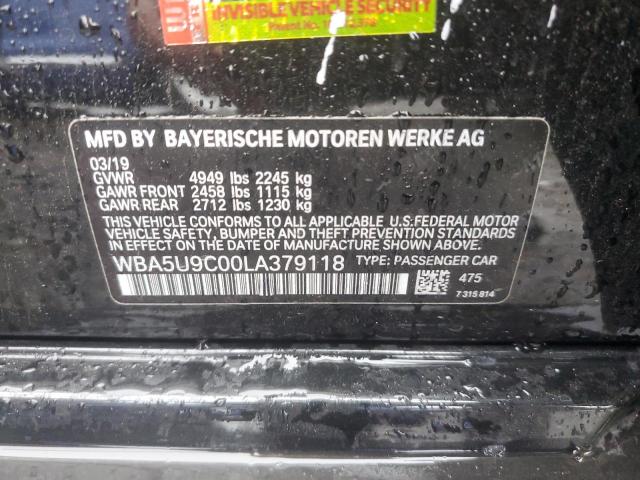 INVISIBLE VEHICLE SECURITY
Patent No.
MFD BY BAYERISCHE MOTOREN WERKE AG
03/19
GVWR 4949 lbs 2245 kg
GAWR FRONT 2458 lbs 1115 kg
GAWR REAR 2712 lbs 1230 kg
THIS VEHICLE CONFORMS TO ALL APPLICABLE U.S.FEDERAL MOTOR
VEHICLE SAFETY, BUMPER AND THEFT PREVENTION STANDARDS
IN EFFECT ON THE DATE OF MANUFACTURE SHOWN ABOVE.
WBA5U9C00LA379118 TYPE: PASSENGER CAR
475
7 315 814